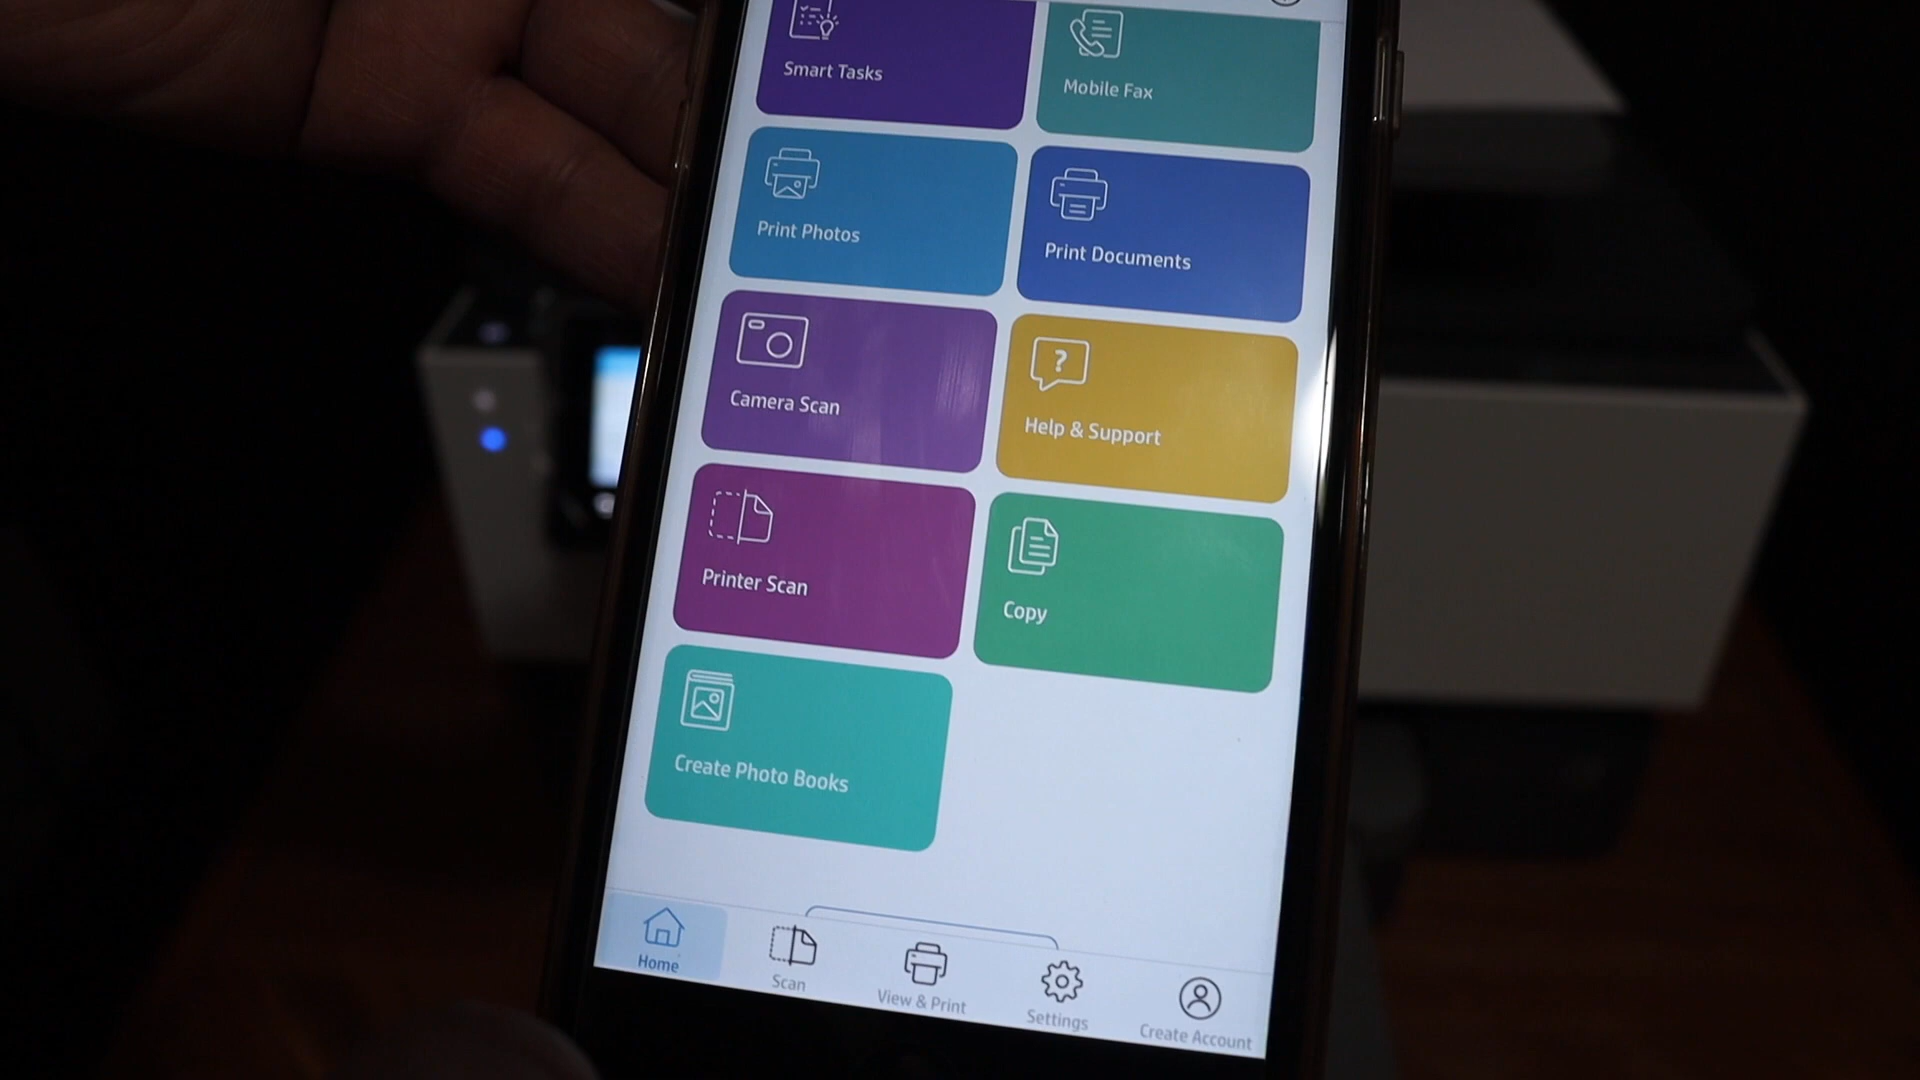 Smart Tasks
Mobile Fax
Print Photos
Print Documents
Camera Scan
?
Help & Support
Printer Scan
Copy
Create Photo Books
Home
Scan
View & Print
Settings
Create Account